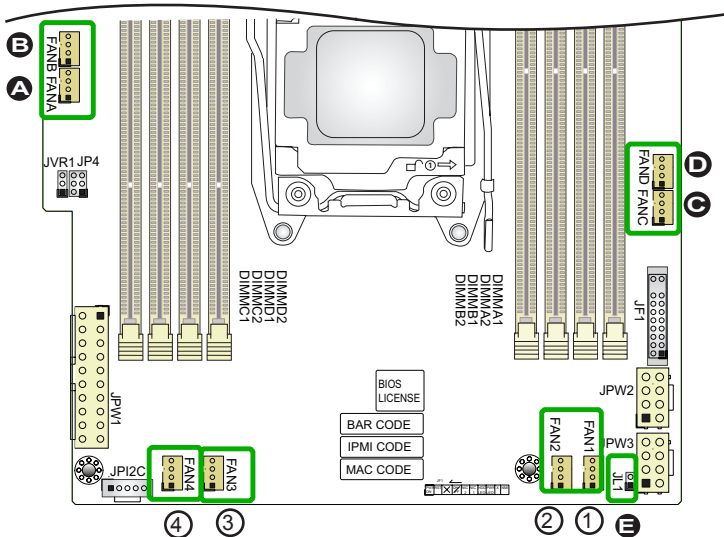 B
FANB
A
FANA
JVR1 JP4
1
D
FAND
C
FANC
DIMMC1
DIMMC2
DIMMD1
DIMMD2
DIMMB2
DIMMB1
DIMMA2
DIMMA1
JF1
JPW1
BIOS
LICENSE
BAR CODE
IPMI CODE
MAC CODE
JPW2
JPW3
FAN2
FAN1
JL1
JPI2C
FAN4
FAN3
4
3
2
1
E